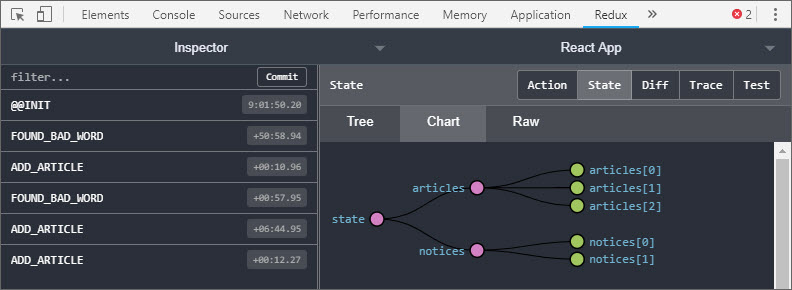 Elements Console Sources Network Performance Memory Application Redux » 2
Inspector React App
filter... Commit State Action State Diff Trace Test
@@INIT 9:01:50.20
Tree Chart Raw
FOUND_BAD_WORD +50:58.94
ADD_ARTICLE +00:10.96
FOUND_BAD_WORD +00:57.95
ADD_ARTICLE +06:44.95
ADD_ARTICLE +00:12.27
articles[0]
articles articles[1]
articles[2]
state
notices[0]
notices
notices[1]